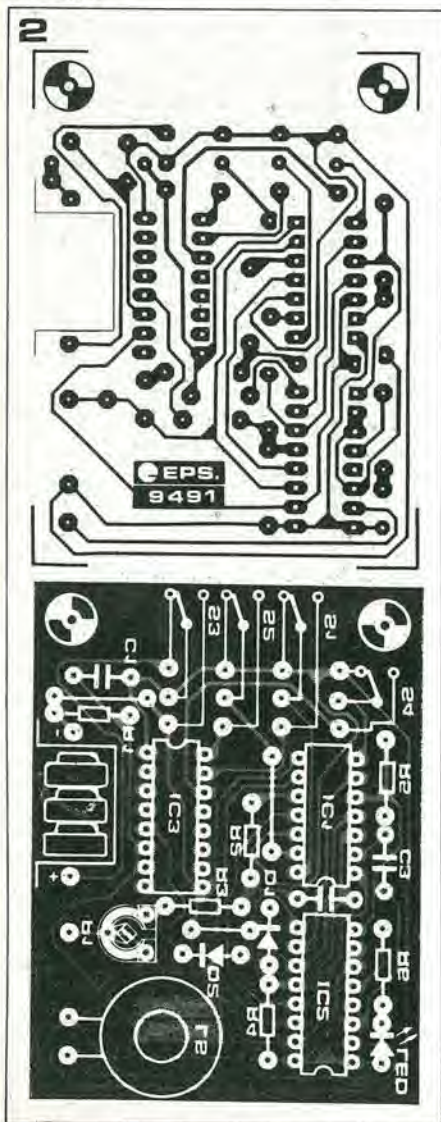 2
EPS.
9491
S3
S2
S1
S4
C1
R1
-
+
IC3
IC1
R5
C3
R2
R3
D1
P1
D2
R4
IC2
R6
LS
LED